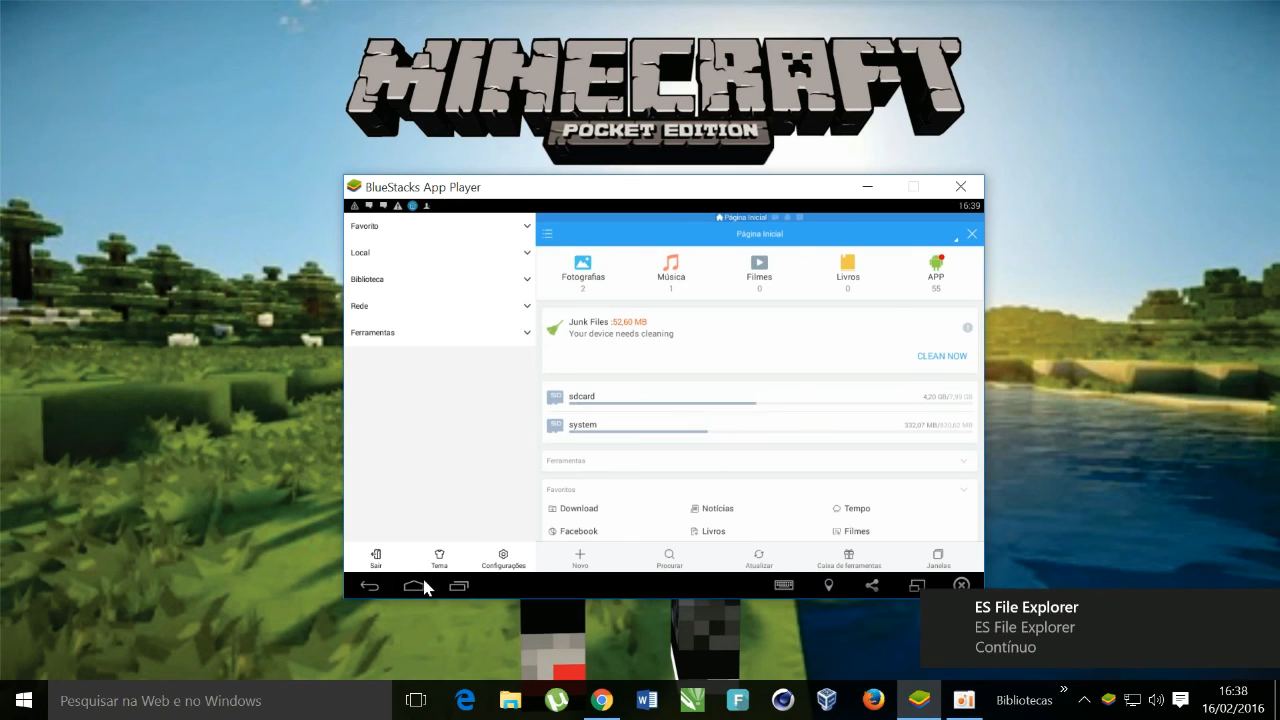 MINECRAFT
POCKET EDITION
BlueStacks App Player
16:39
Favorito
Local
Biblioteca
Rede
Ferramentas
Sair
Tema
Configurações
Página Inicial
Página Inicial
Fotografias
2
Música
1
Filmes
0
Livros
0
APP
55
Junk Files :52,60 MB
Your device needs cleaning
CLEAN NOW
sdcard
4,20 GB/7,99 GB
system
332,07 MB/
Ferramentas
Favoritos
Download
Notícias
Tempo
Facebook
Livros
Filmes
Novo
Procurar
Atualizar
Caixa de ferramentas
Janelas
ES File Explorer
ES File Explorer
Contínuo
Pesquisar na Web e no Windows
Bibliotecas
16:38
16/02/2016